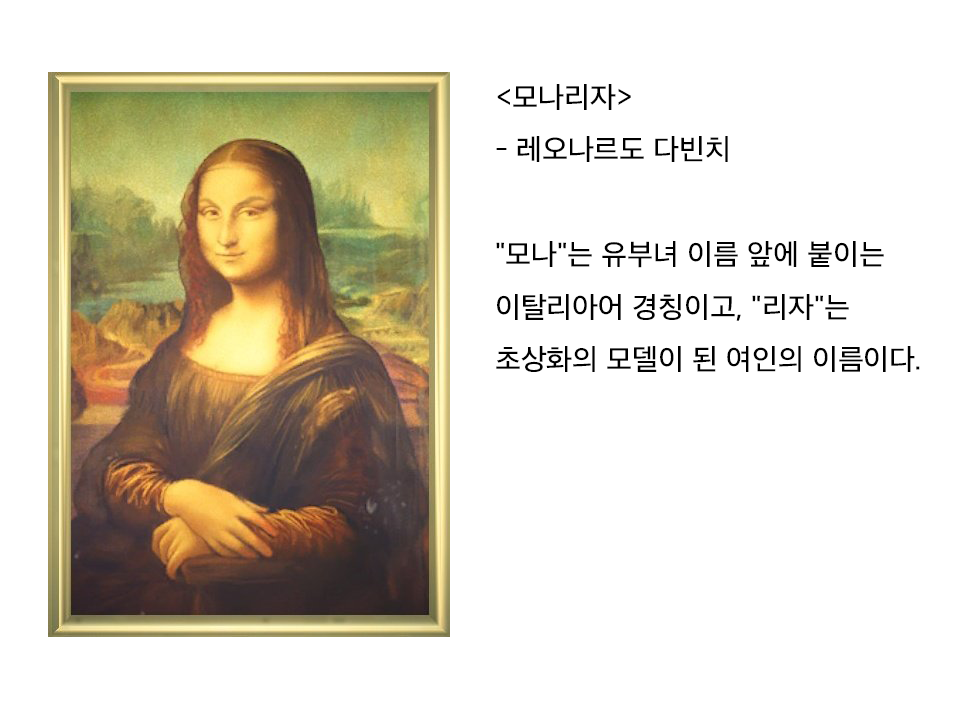 <모나리자>
- 레오나르도 다빈치
"모나"는 유부녀 이름 앞에 붙이는
이탈리아어 경칭이고, "리자"는
초상화의 모델이 된 여인의 이름이다.